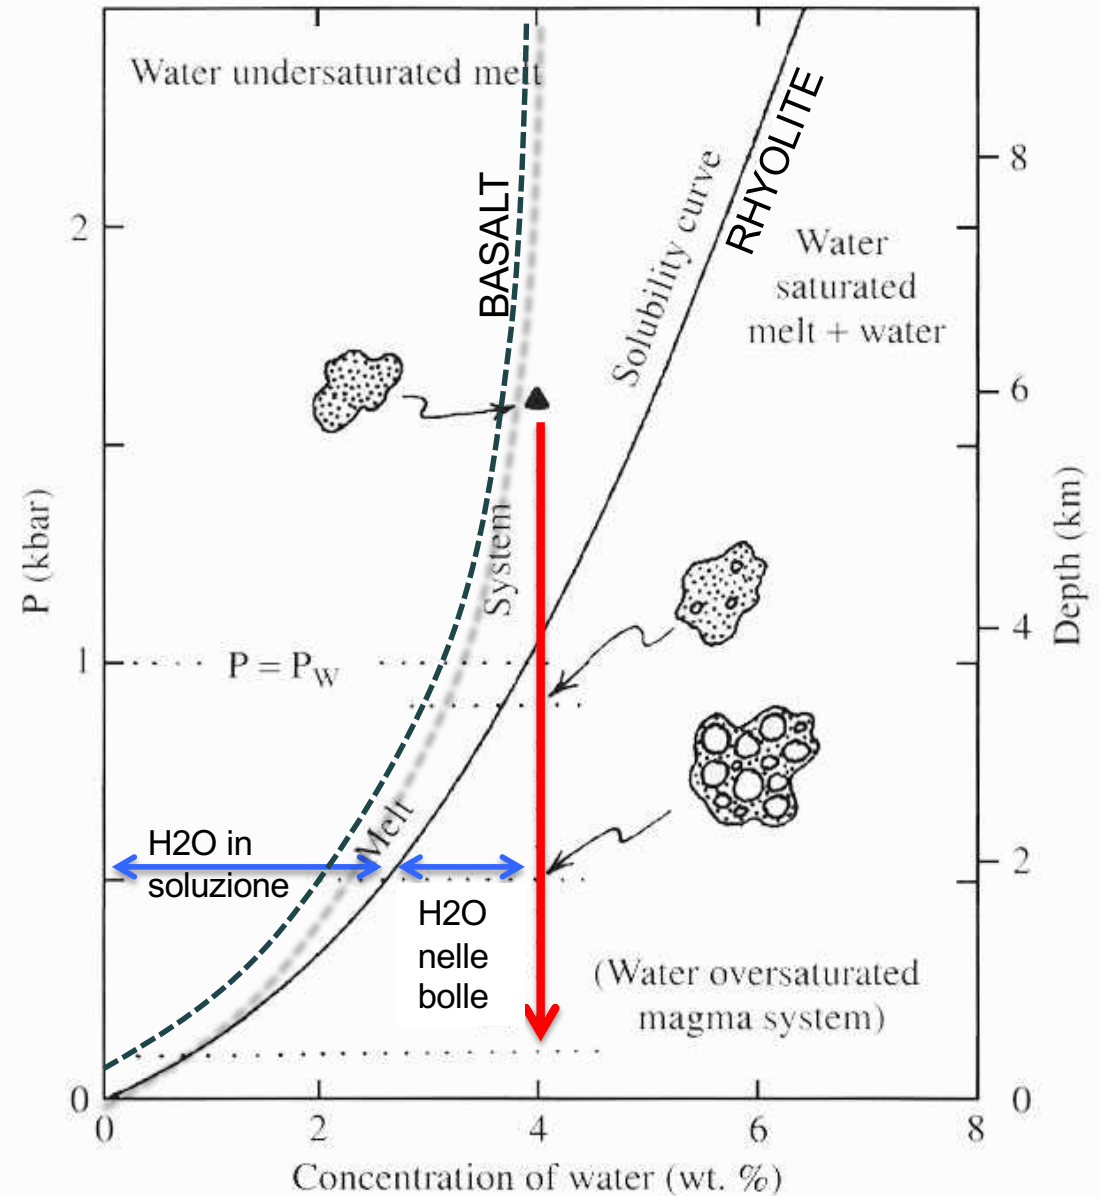 Water undersaturated melt
BASALT
Solubility curve
RHYOLITE
Water
saturated
melt + water
System
P = PW
Melt
H2O in
soluzione
H2O
nelle
bolle
(Water oversaturated
magma system)
P (kbar)
2
1
0
Depth (km)
8
6
4
2
0
0
2
4
6
8
Concentration of water (wt. %)